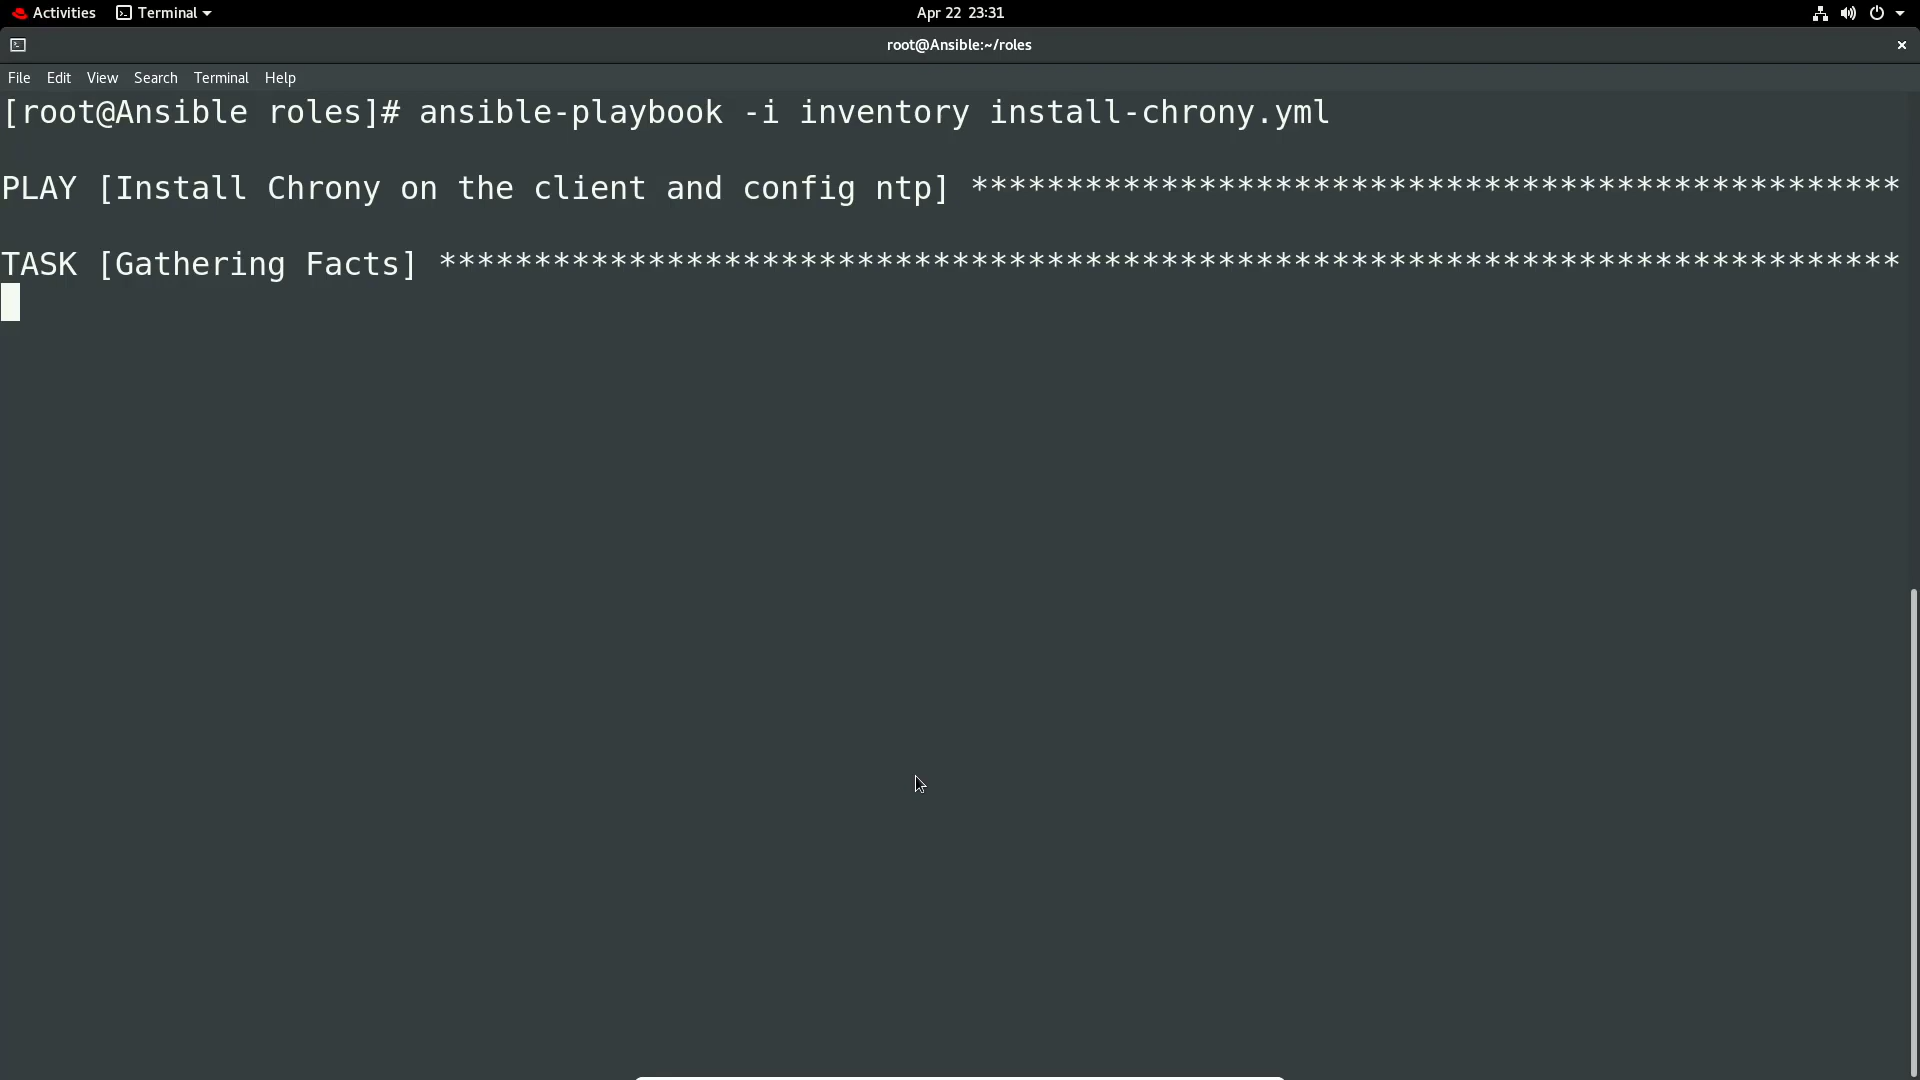 Activities Terminal Apr 22 23:31
root@Ansible:~/roles
File Edit View Search Terminal Help
[root@Ansible roles]# ansible-playbook -i inventory install-chrony.yml
PLAY [Install Chrony on the client and config ntp] *************************************************
TASK [Gathering Facts] *****************************************************************************